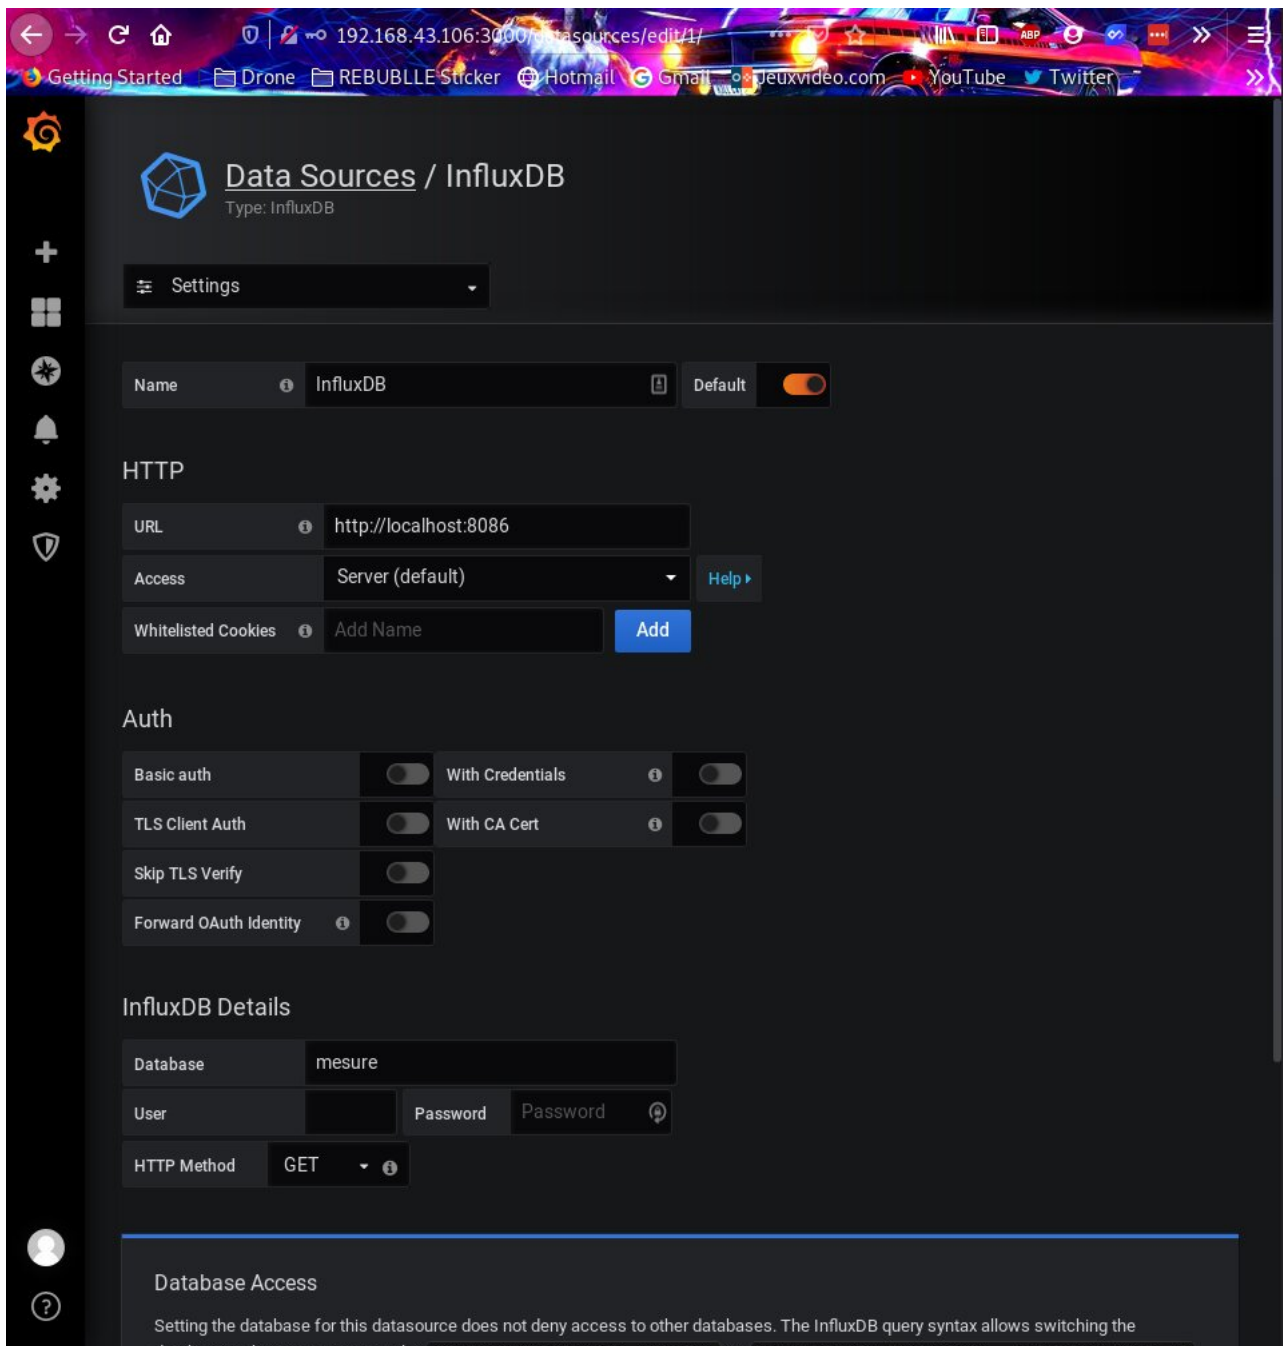 192.168.43.106:3000/datasources/edit/1/
ABP
Getting Started Drone REBUBLLE Sticker Hotmail Gmail Jeuxvideo.com YouTube Twitter
Data Sources / InfluxDB
Type: InfluxDB
Settings
Name InfluxDB Default
HTTP
URL http://localhost:8086
Access Server (default) Help
Whitelisted Cookies Add Name Add
Auth
Basic auth With Credentials
TLS Client Auth With CA Cert
Skip TLS Verify
Forward OAuth Identity
InfluxDB Details
Database mesure
User Password Password
HTTP Method GET
Database Access
Setting the database for this datasource does not deny access to other databases. The InfluxDB query syntax allows switching the